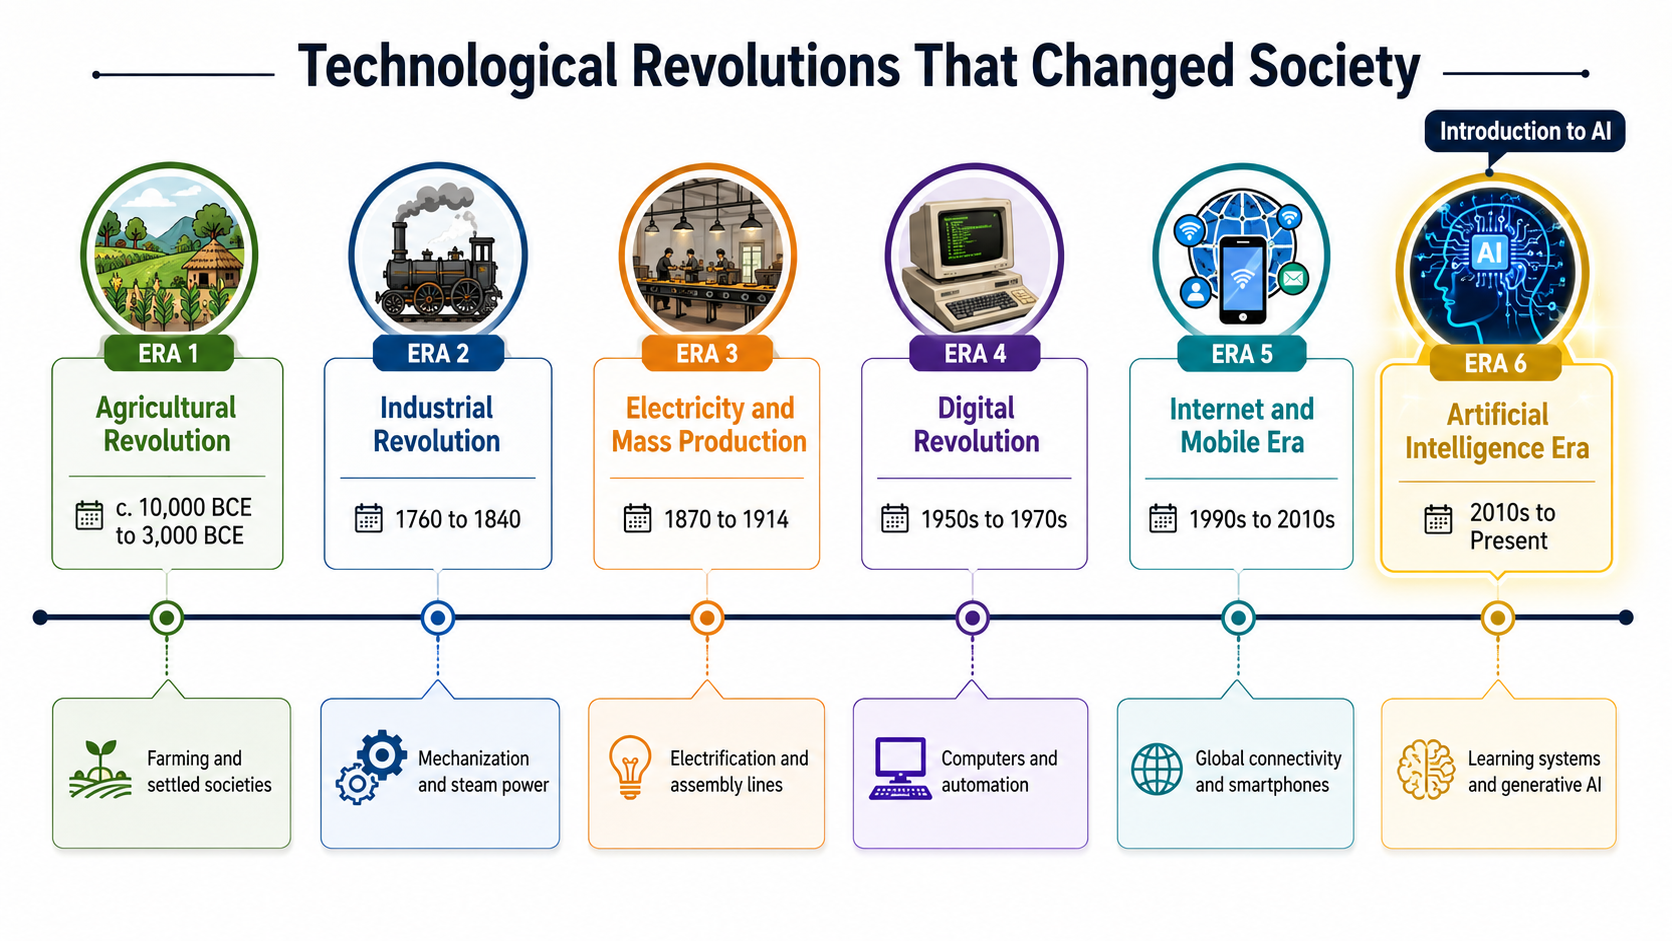 Technological Revolutions That Changed Society
Introduction to AI
AI
ERA 1
Agricultural
Revolution
c. 10,000 BCE
to 3,000 BCE
ERA 2
Industrial
Revolution
1760 to 1840
ERA 3
Electricity and
Mass Production
1870 to 1914
ERA 4
Digital
Revolution
1950s to 1970s
ERA 5
Internet and
Mobile Era
1990s to 2010s
ERA 6
Artificial
Intelligence Era
2010s to
Present
Farming and
settled societies
Mechanization
and steam power
Electrification and
assembly lines
Computers and
automation
Global connectivity
and smartphones
Learning systems
and generative AI